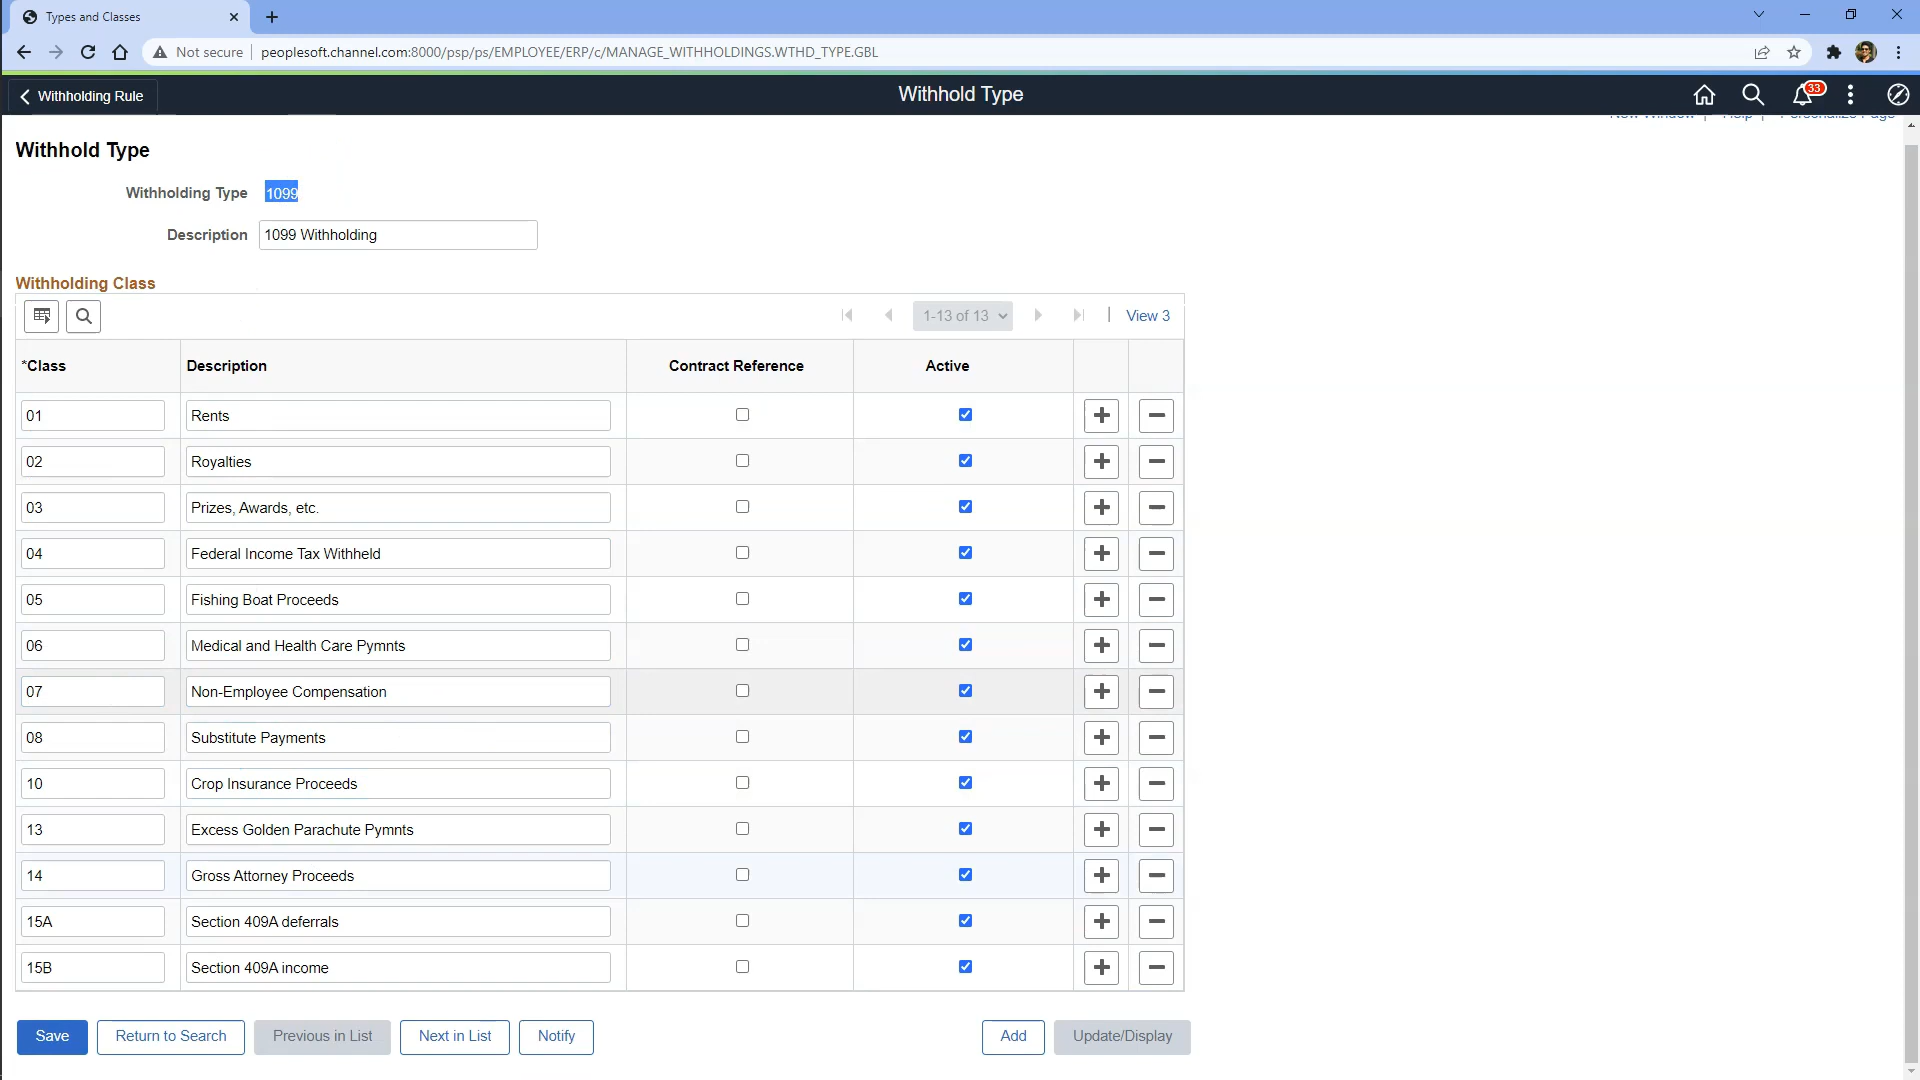 Types and Classes
Not secure peoplesoft.channel.com:8000/psp/ps/EMPLOYEE/ERP/c/MANAGE_WITHHOLDINGS.WTHD_TYPE.GBL
Withholding Rule Withhold Type 33
New Window | Help | Personalize Page
Withhold Type
Withholding Type 1099
Description 1099 Withholding
Withholding Class
1-13 of 13 | View 3
*Class Description Contract Reference Active
01 Rents
02 Royalties
03 Prizes, Awards, etc.
04 Federal Income Tax Withheld
05 Fishing Boat Proceeds
06 Medical and Health Care Pymnts
07 Non-Employee Compensation
08 Substitute Payments
10 Crop Insurance Proceeds
13 Excess Golden Parachute Pymnts
14 Gross Attorney Proceeds
15A Section 409A deferrals
15B Section 409A income
Save Return to Search Previous in List Next in List Notify Add Update/Display